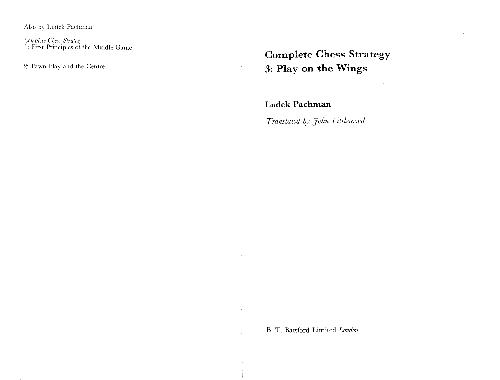 Also by Ludek Pachman
Complete Chess Strategy
1: First Principles of the Middle Game
2: Pawn Play and the Centre
Complete Chess Strategy
3: Play on the Wings
Ludek Pachman
Translated by John Littlewood
B. T. Batsford Limited London